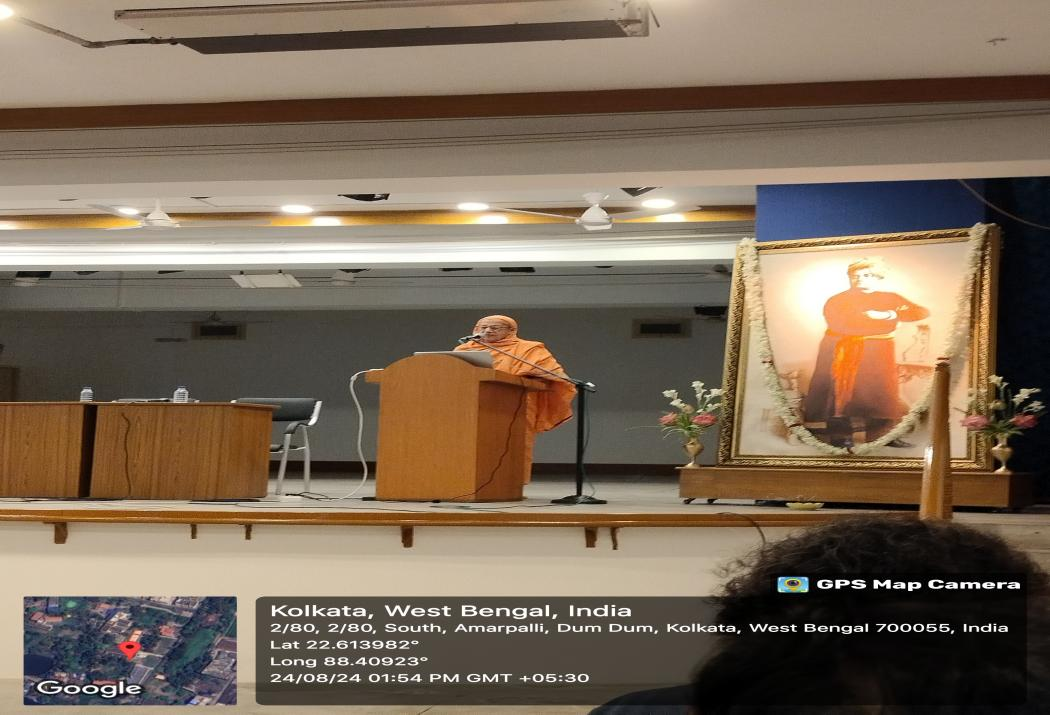 GPS Map Camera
Kolkata, West Bengal, India
2/80, 2/80, South, Amarpalli, Dum Dum, Kolkata, West Bengal 700055, India
Lat 22.613982°
Long 88.40923°
24/08/24 01:54 PM GMT +05:30
Google